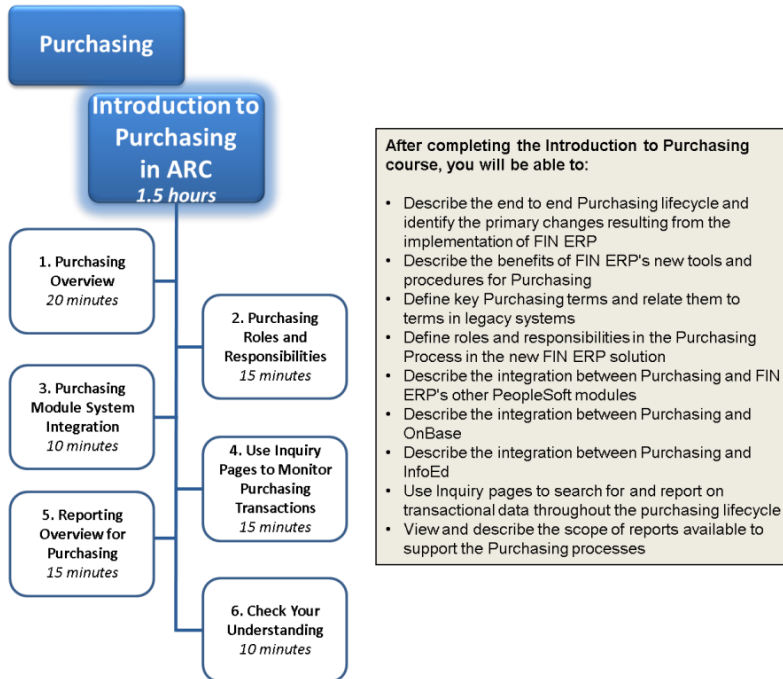 Purchasing
Introduction to
Purchasing
in ARC
1.5 hours
1. Purchasing
Overview
20 minutes
2. Purchasing
Roles and
Responsibilities
15 minutes
3. Purchasing
Module System
Integration
10 minutes
4. Use Inquiry
Pages to Monitor
Purchasing
Transactions
15 minutes
5. Reporting
Overview for
Purchasing
15 minutes
6. Check Your
Understanding
10 minutes
After completing the Introduction to Purchasing
course, you will be able to:
• Describe the end to end Purchasing lifecycle and
identify the primary changes resulting from the
implementation of FIN ERP
• Describe the benefits of FIN ERP's new tools and
procedures for Purchasing
• Define key Purchasing terms and relate them to
terms in legacy systems
• Define roles and responsibilities in the Purchasing
Process in the new FIN ERP solution
• Describe the integration between Purchasing and FIN
ERP's other PeopleSoft modules
• Describe the integration between Purchasing and
OnBase
• Describe the integration between Purchasing and
InfoEd
• Use Inquiry pages to search for and report on
transactional data throughout the purchasing lifecycle
• View and describe the scope of reports available to
support the Purchasing processes